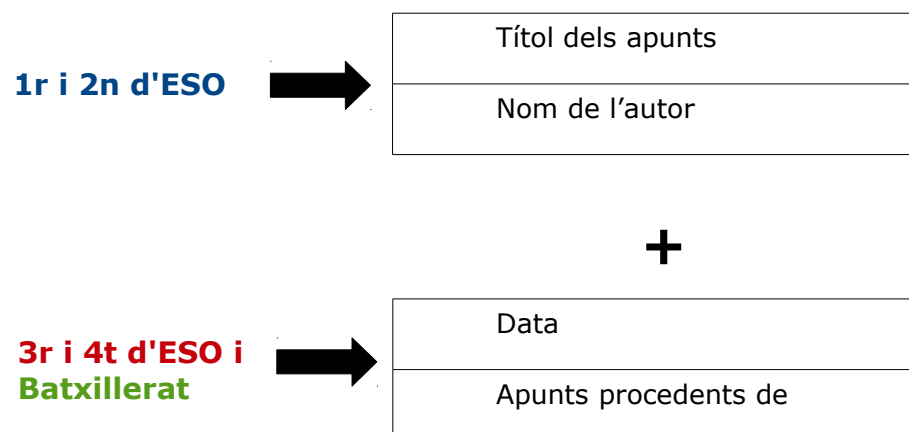 Títol dels apunts
1r i 2n d'ESO
Nom de l’autor
+
Data
3r i 4t d'ESO i
Batxillerat
Apunts procedents de